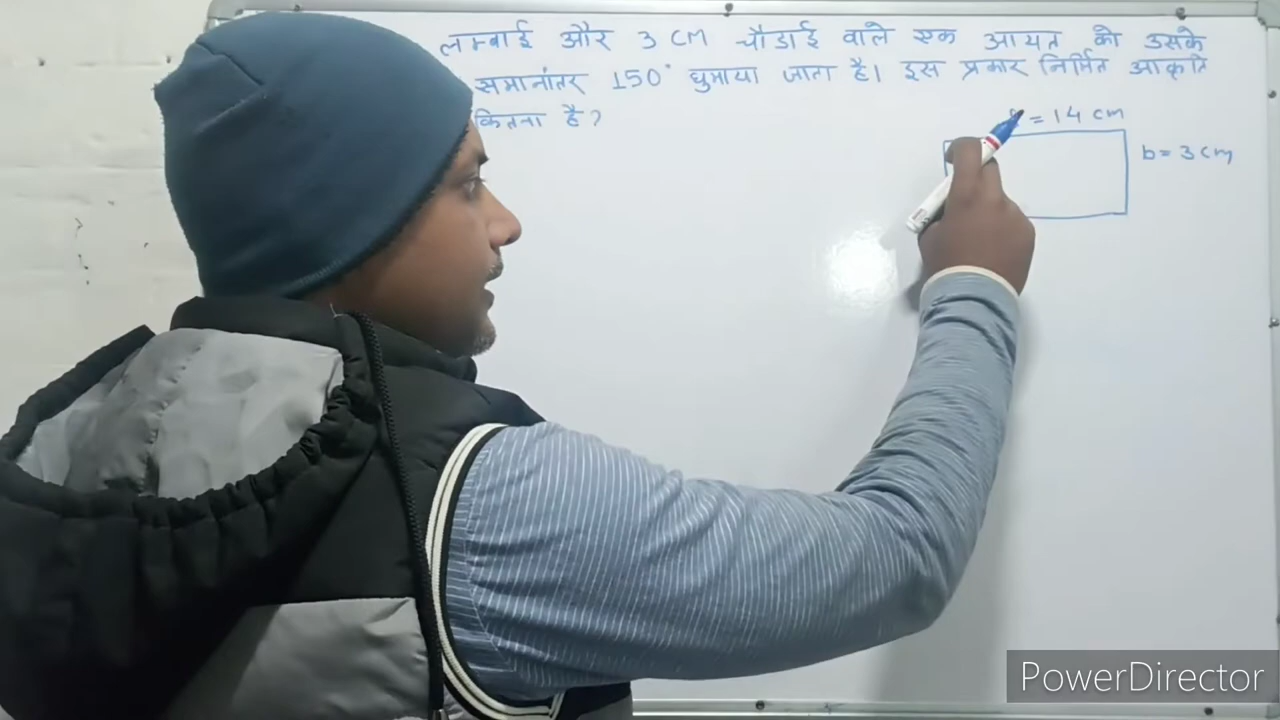 लम्बाई और 3 CM चौडाई वाले एक आयत को उसके
समानांतर 150° घुमाया जाता है। इस प्रकार निर्मित आकृति
कितना है?
= 14 cm
b = 3 cm
PowerDirector